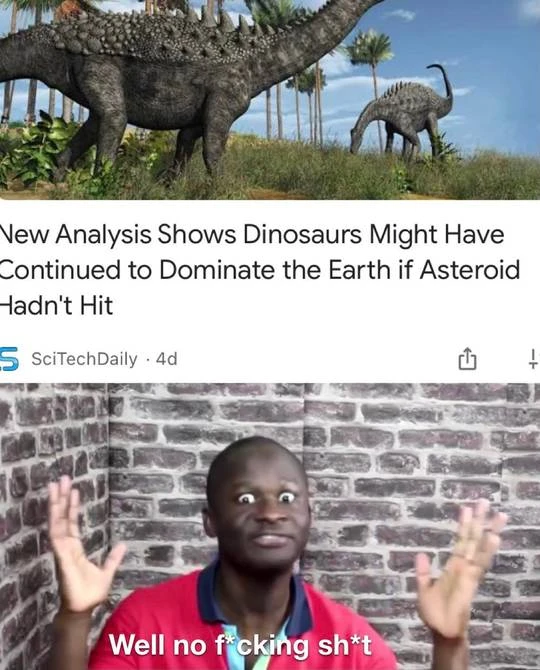 New Analysis Shows Dinosaurs Might Have
Continued to Dominate the Earth if Asteroid
Hadn't Hit
S SciTechDaily · 4d
Well no f*cking sh*t